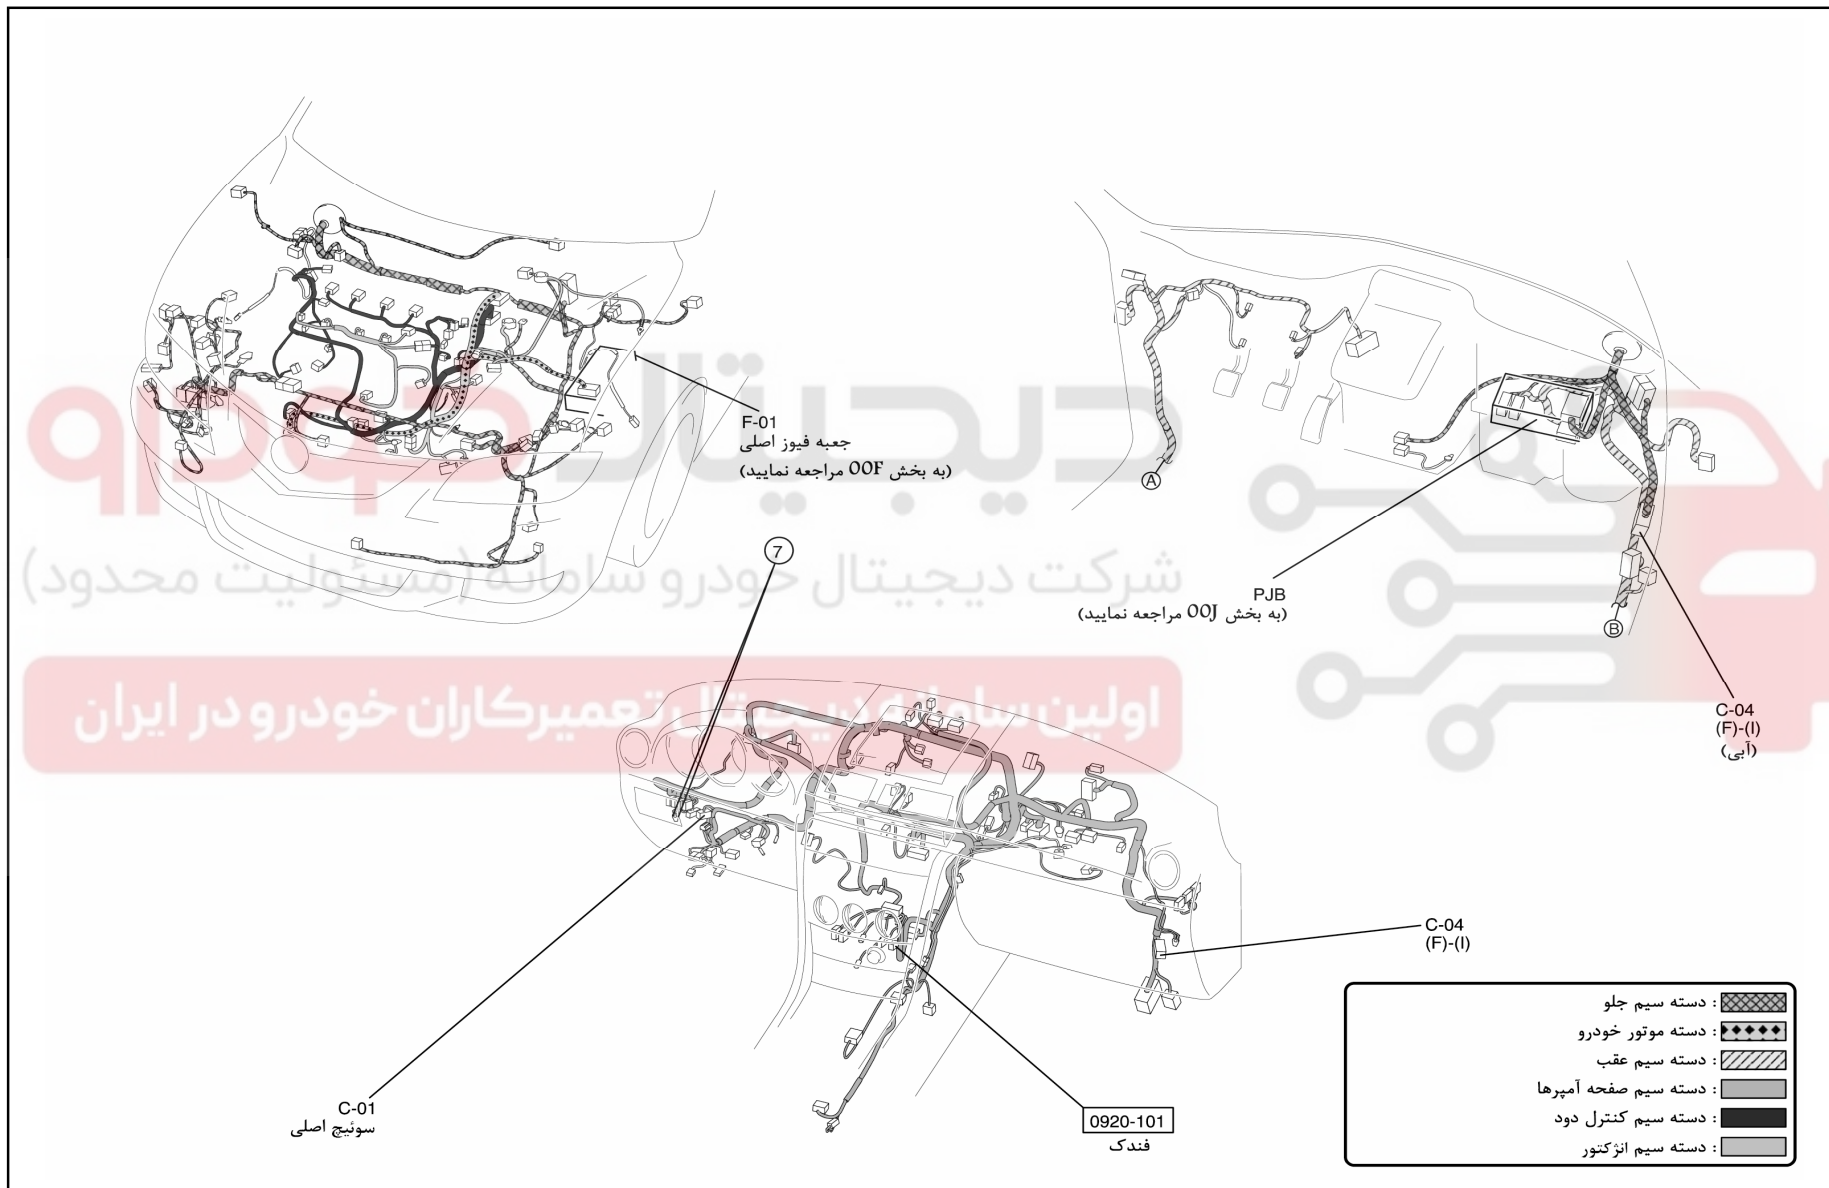 F-01
جعبه فیوز اصلی
(به بخش 00F مراجعه نمایید)
A
7
PJB
(به بخش 00J مراجعه نمایید)
B
C-04
(F)-(I)
(آبی)
C-04
(F)-(I)
C-01
سوئیچ اصلی
0920-101
فندک
: دسته سیم جلو
: دسته موتور خودرو
: دسته سیم عقب
: دسته سیم صفحه آمپرها
: دسته سیم کنترل دود
: دسته سیم انژکتور
دیجیتال خودرو
شرکت دیجیتال خودرو سامانه (مسئولیت محدود)
اولین سامانه دیجیتال تعمیرکاران خودرو در ایران